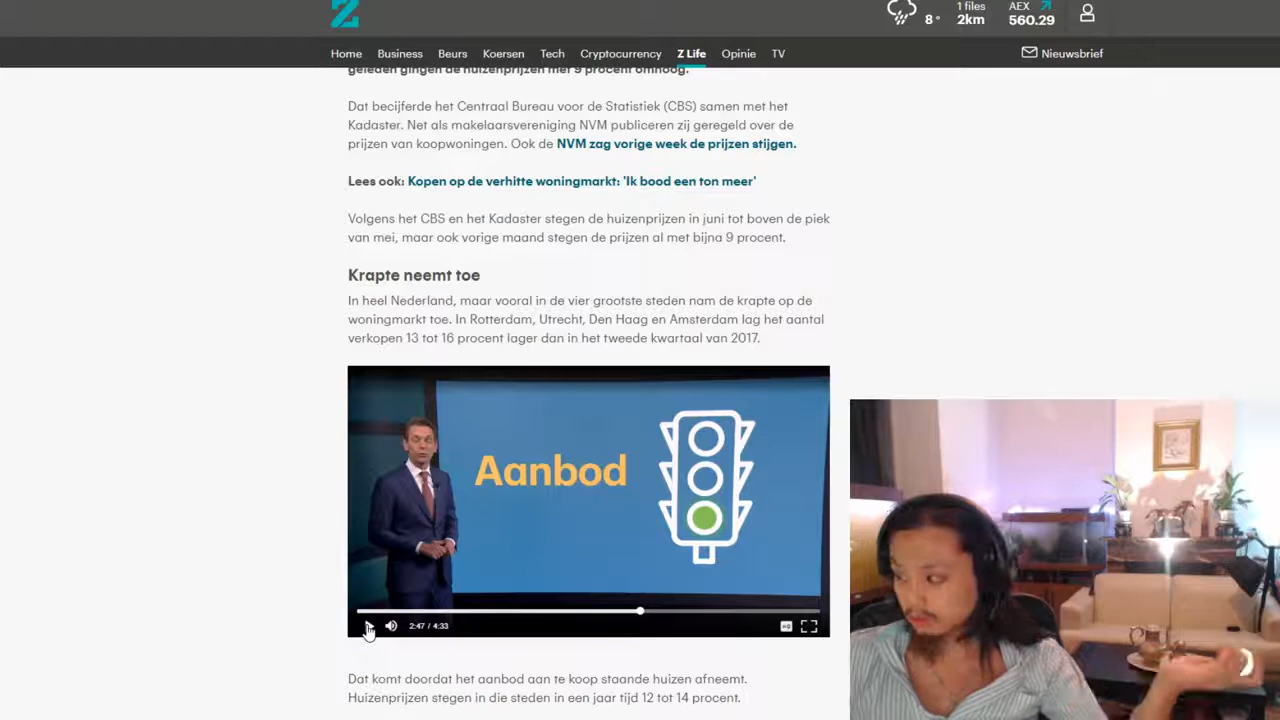 Z
8°
1 files
2km
AEX
560.29
Home Business Beurs Koersen Tech Cryptocurrency Z Life Opinie TV
Nieuwsbrief
geleden gingen de huizenprijzen met 9 procent omhoog.
Dat becijferde het Centraal Bureau voor de Statistiek (CBS) samen met het
Kadaster. Net als makelaarsvereniging NVM publiceren zij geregeld over de
prijzen van koopwoningen. Ook de NVM zag vorige week de prijzen stijgen.
Lees ook: Kopen op de verhitte woningmarkt: 'Ik bood een ton meer'
Volgens het CBS en het Kadaster stegen de huizenprijzen in juni tot boven de piek
van mei, maar ook vorige maand stegen de prijzen al met bijna 9 procent.
Krapte neemt toe
In heel Nederland, maar vooral in de vier grootste steden nam de krapte op de
woningmarkt toe. In Rotterdam, Utrecht, Den Haag en Amsterdam lag het aantal
verkopen 13 tot 16 procent lager dan in het tweede kwartaal van 2017.
Aanbod
2:47 / 4:33
HQ
Dat komt doordat het aanbod aan te koop staande huizen afneemt.
Huizenprijzen stegen in die steden in een jaar tijd 12 tot 14 procent.